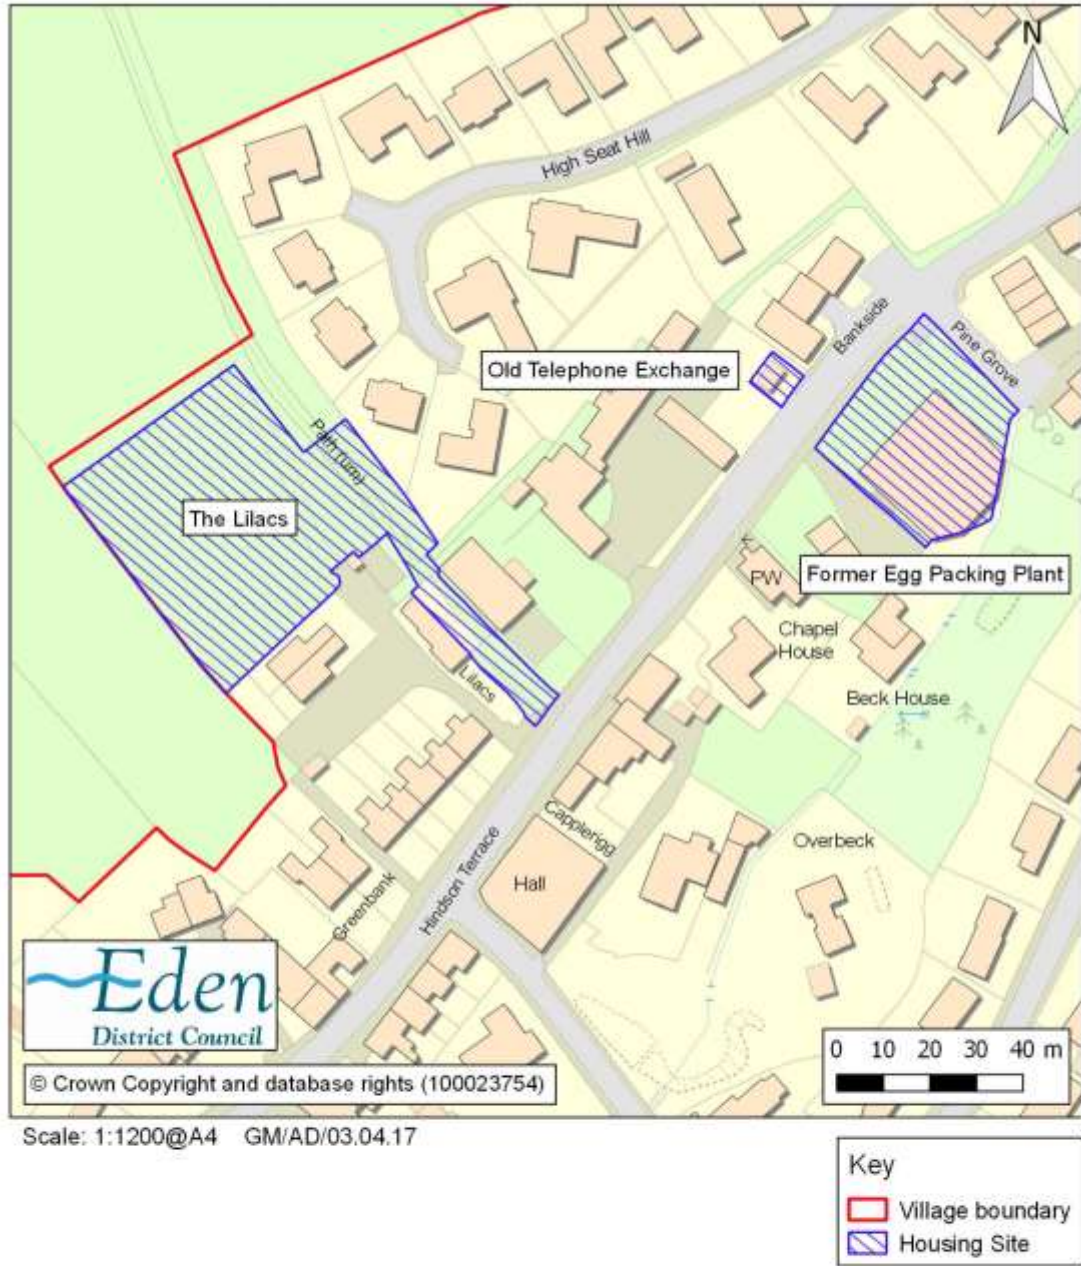 N
High Seat Hill
Old Telephone Exchange
Bankside
Pine Grove
Path (um)
The Lilacs
PW
Former Egg Packing Plant
Chapel
House
Lilacs
Beck House
Capplerigg
Overbeck
Hindson Terrace
Hall
Greenbank
Eden
District Council
© Crown Copyright and database rights (100023754)
0 10 20 30 40 m
Scale: 1:1200@A4 GM/AD/03.04.17
Key
Village boundary
Housing Site